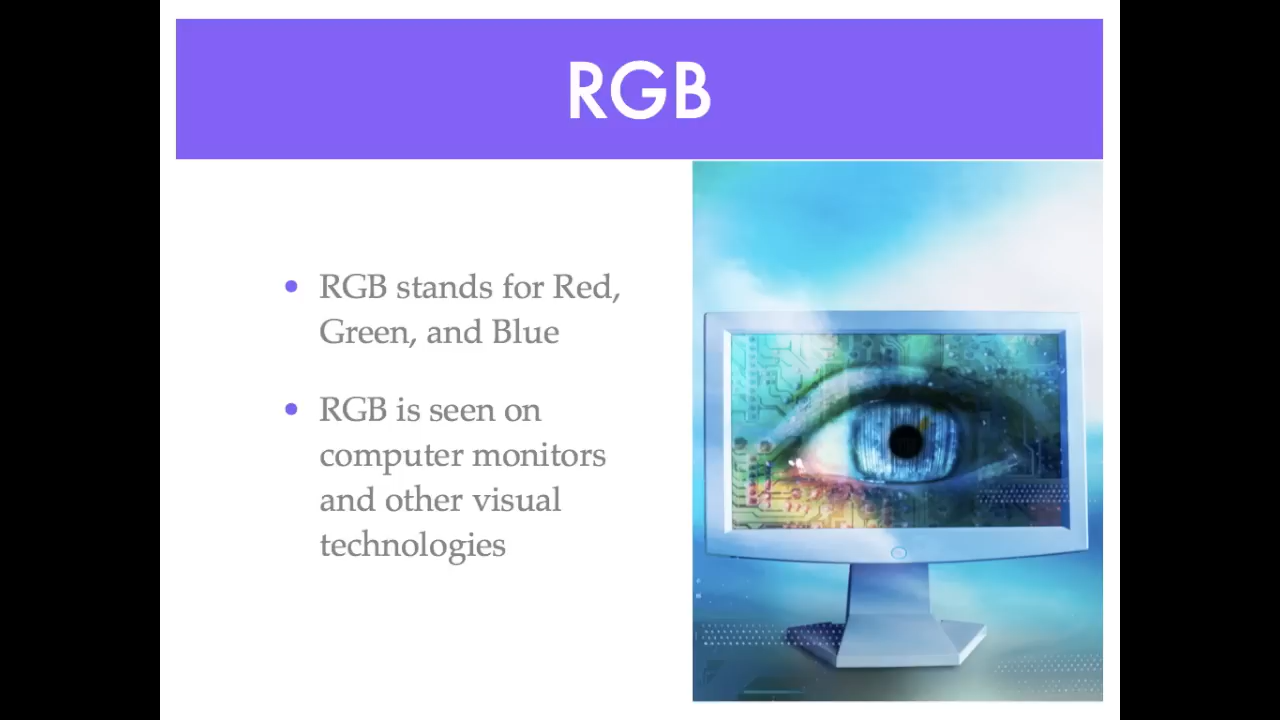 RGB
• RGB stands for Red,
Green, and Blue
• RGB is seen on
computer monitors
and other visual
technologies